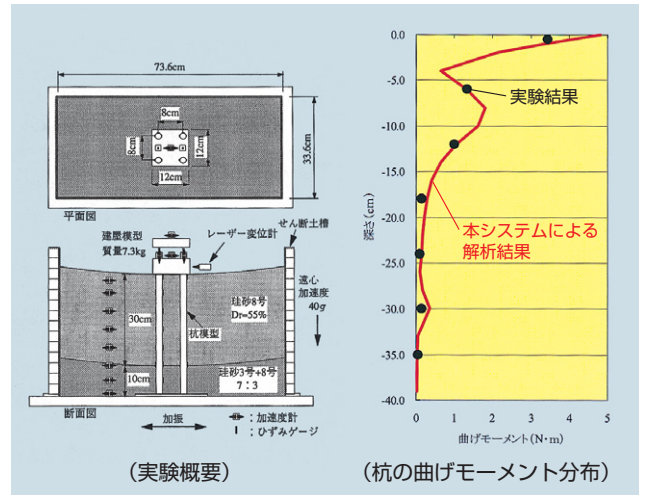 73.6cm
8cm
8cm
12cm
12cm
33.6cm
平面図
建屋模型
質量7.3kg
レーザー変位計
せん断土槽
遠心
加速度
40g
珪砂8号
Dr=55%
30cm
杭模型
珪砂3号+8号
7：3
10cm
断面図
加振
：加速度計
：ひずみゲージ
（実験概要）
0.0
-5.0
-10.0
-15.0
-20.0
-25.0
-30.0
-35.0
-40.0
深さ(cm)
実験結果
本システムによる
解析結果
0 1 2 3 4 5
曲げモーメント(N・m)
（杭の曲げモーメント分布）